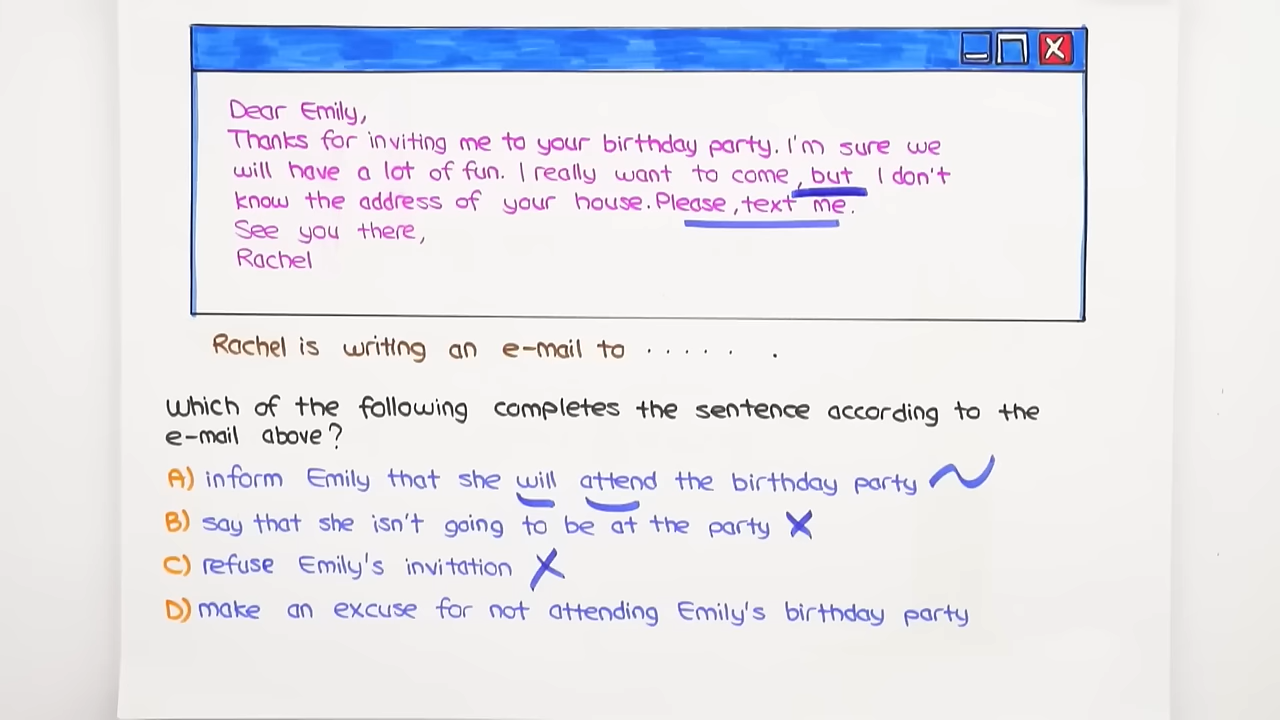 Dear Emily,
Thanks for inviting me to your birthday party. I'm sure we
will have a lot of fun. I really want to come, but I don't
know the address of your house. Please, text me.
See you there,
Rachel
Rachel is writing an e-mail to ..... .
Which of the following completes the sentence according to the
e-mail above?
A) inform Emily that she will attend the birthday party
B) say that she isn't going to be at the party
C) refuse Emily's invitation
D) make an excuse for not attending Emily's birthday party